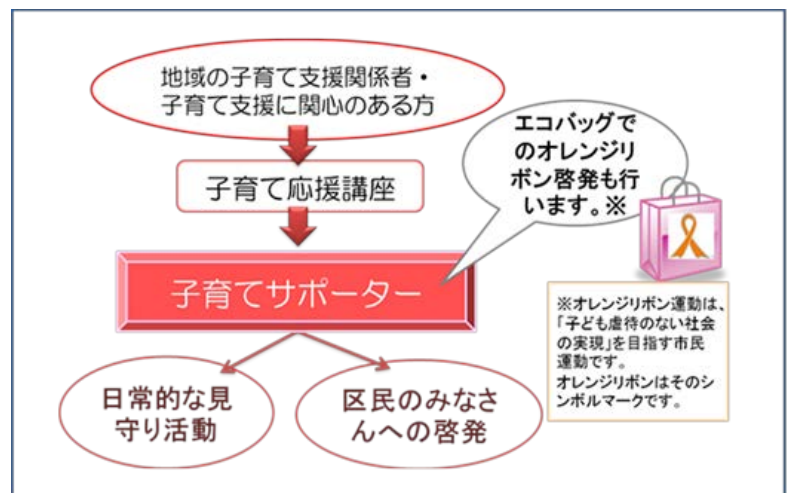 地域の子育て支援関係者・
子育て支援に関心のある方
子育て応援講座
子育てサポーター
エコバッグで
のオレンジリ
ボン啓発も行
います。※
※オレンジリボン運動は、
「子ども虐待のない社会
の実現」を目指す市民
運動です。
オレンジリボンはそのシ
ンボルマークです。
日常的な見
守り活動
区民のみなさ
んへの啓発